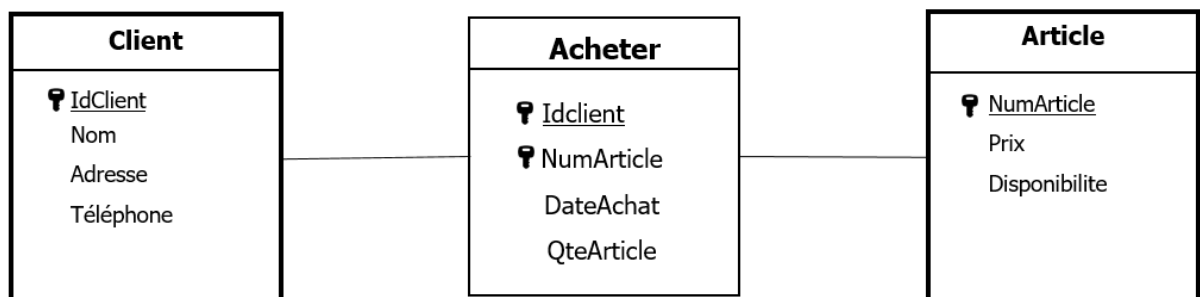 Client
IdClient
Nom
Adresse
Téléphone
Acheter
Idclient
NumArticle
DateAchat
QteArticle
Article
NumArticle
Prix
Disponibilite